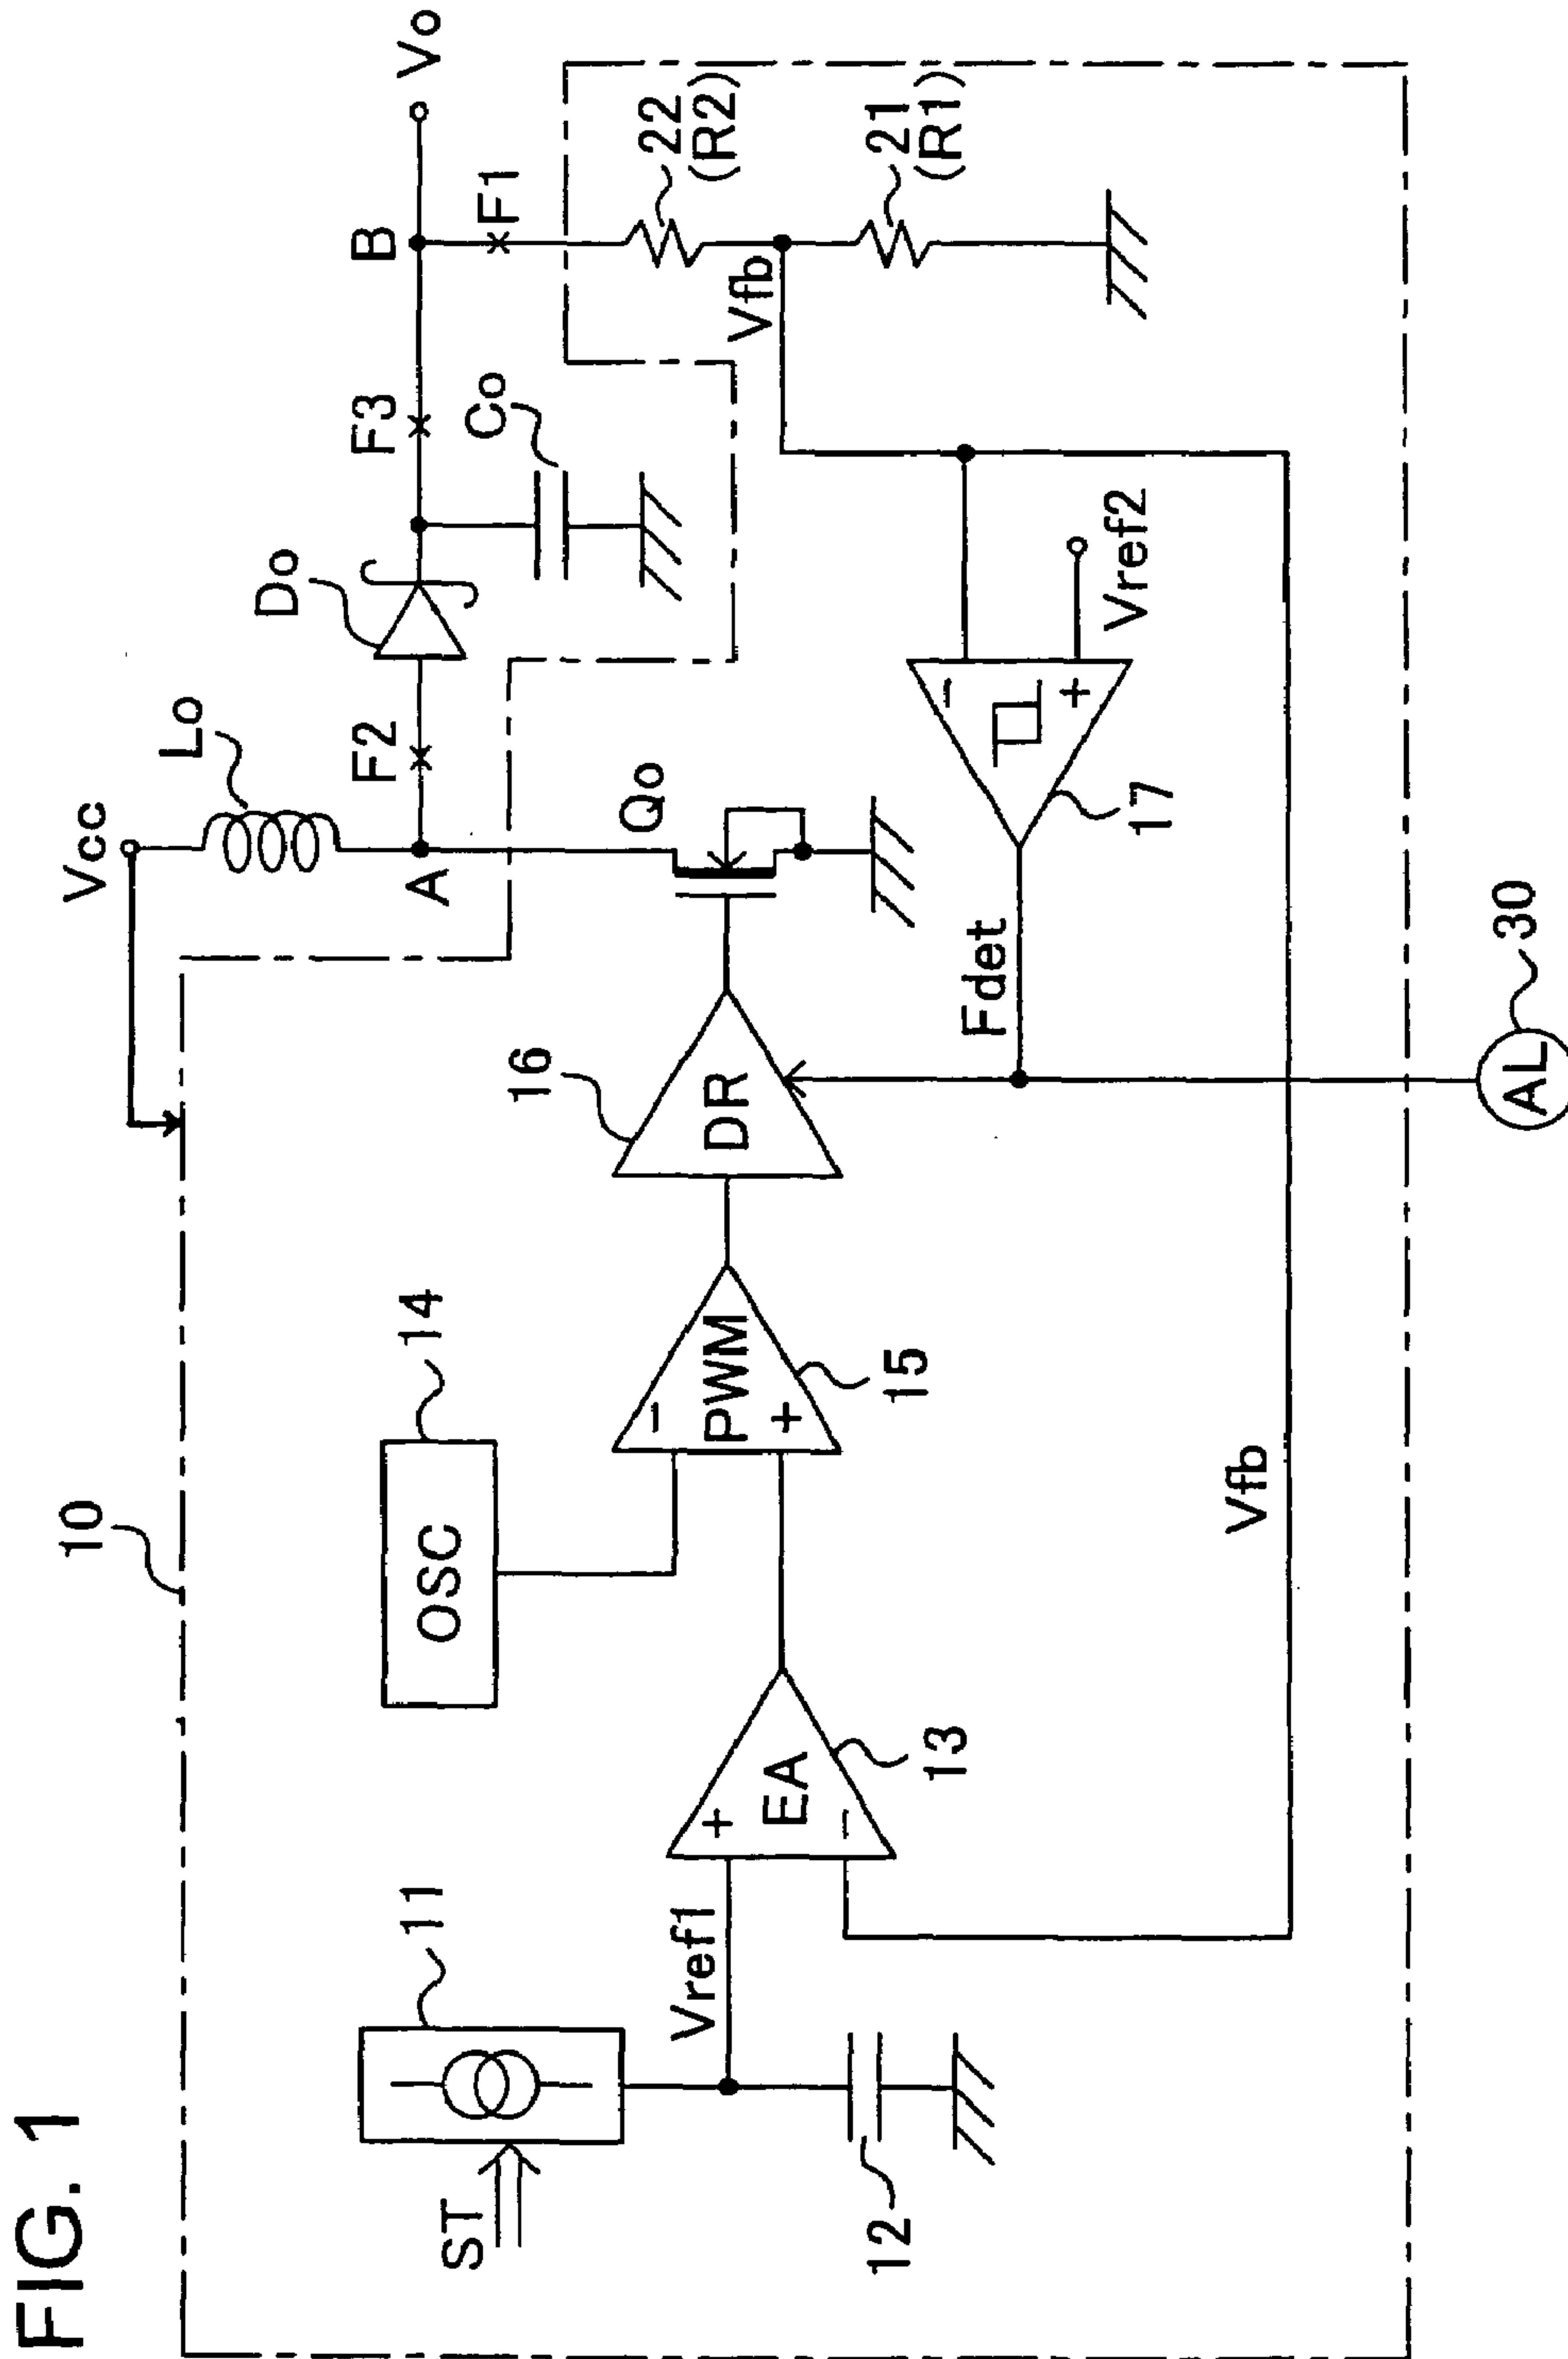 FIG. 1
10
Vcc
Lo
Do
F2
F3
B
Vo
A
Co
F1
11
OSC
14
16
Qo
22
(R2)
ST
Vref1
+
EA
−
13
−
PWM
+
15
DR
Vfb
21
(R1)
12
Fdet
−
+
17
Vref2
Vfb
AL
30